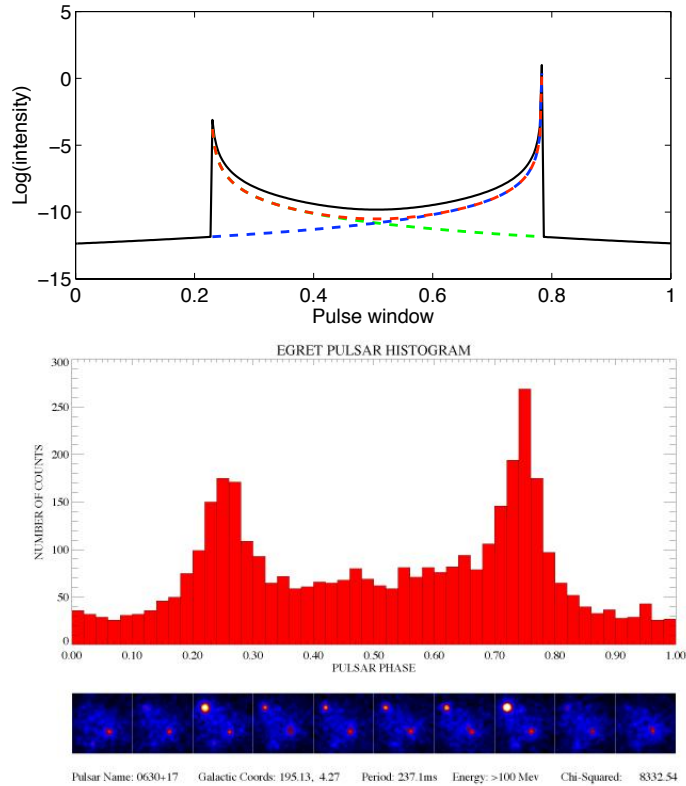 5
0
−5
−10
−15
Log(intensity)
0 0.2 0.4 0.6 0.8 1
Pulse window
EGRET PULSAR HISTOGRAM
300
250
200
150
100
50
0
NUMBER OF COUNTS
0.00 0.10 0.20 0.30 0.40 0.50 0.60 0.70 0.80 0.90 1.00
PULSAR PHASE
Pulsar Name: 0630+17 Galactic Coords: 195.13, 4.27 Period: 237.1ms Energy: >100 Mev Chi-Squared: 8332.54